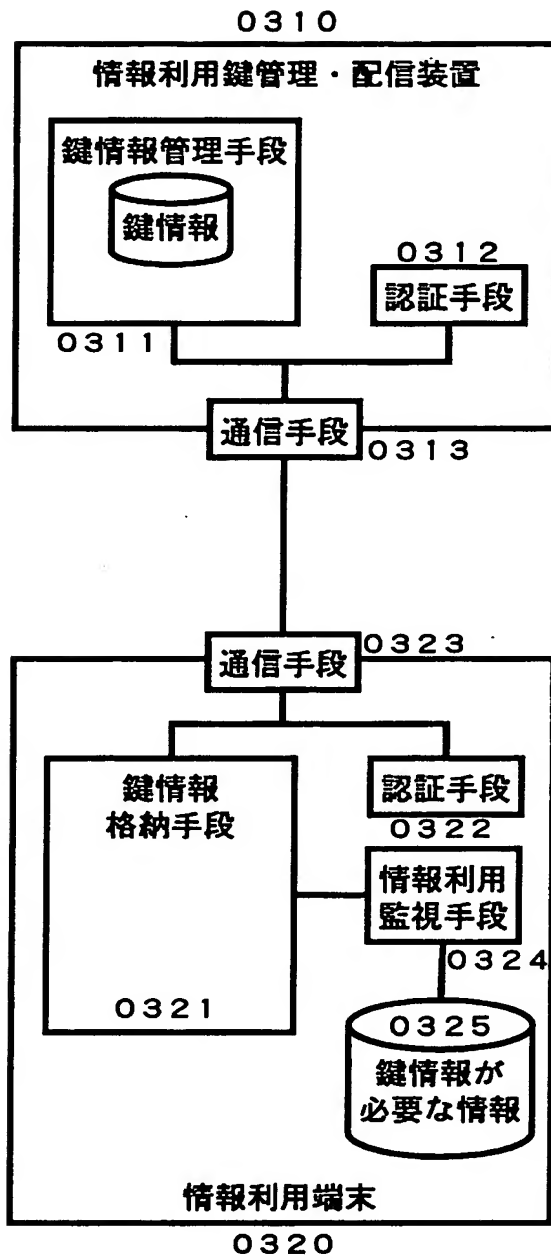 0310
情報利用鍵管理・配信装置
鍵情報管理手段
鍵情報
0311
0312
認証手段
通信手段
0313
通信手段
0323
鍵情報
格納手段
0321
認証手段
0322
情報利用
監視手段
0324
0325
鍵情報が
必要な情報
情報利用端末
0320